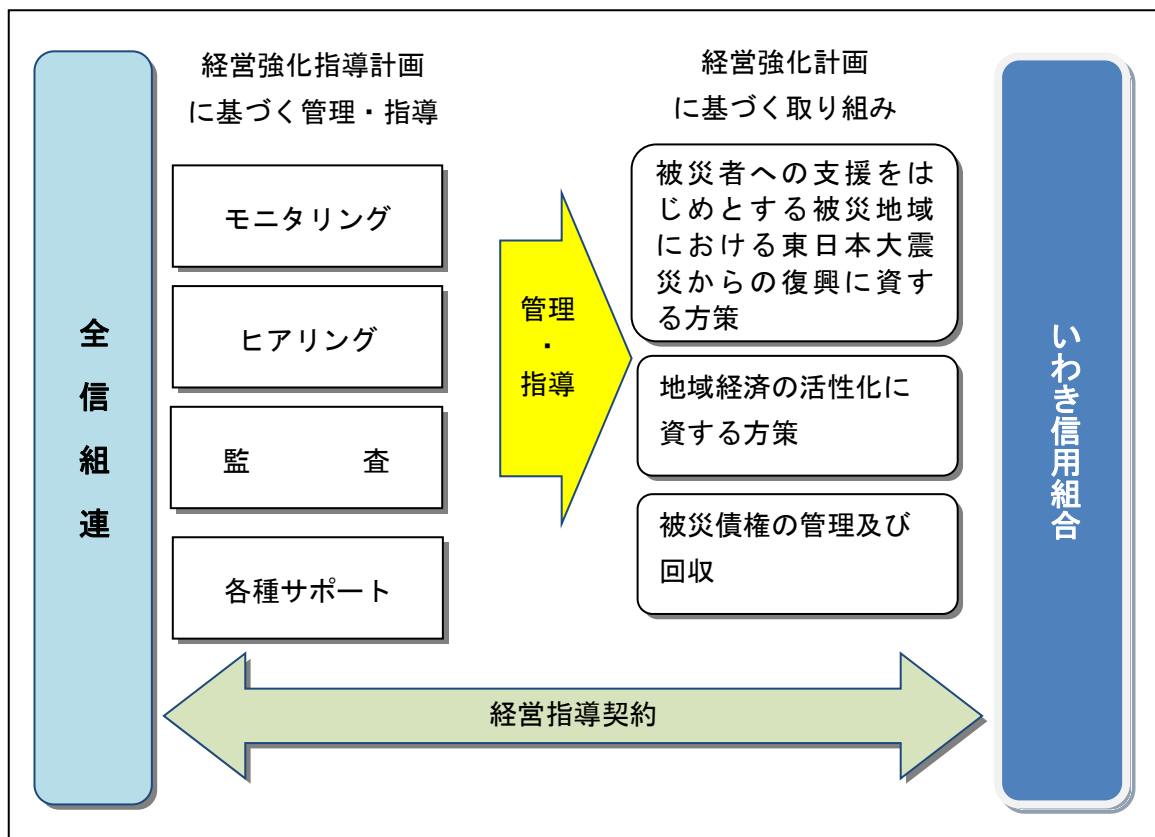 全信組連
経営強化指導計画
に基づく管理・指導
モニタリング
ヒアリング
監　　　査
各種サポート
管理
・
指導
経営強化計画
に基づく取り組み
被災者への支援をは
じめとする被災地域
における東日本大震
災からの復興に資す
る方策
地域経済の活性化に
資する方策
被災債権の管理及び
回収
いわき信用組合
経営指導契約